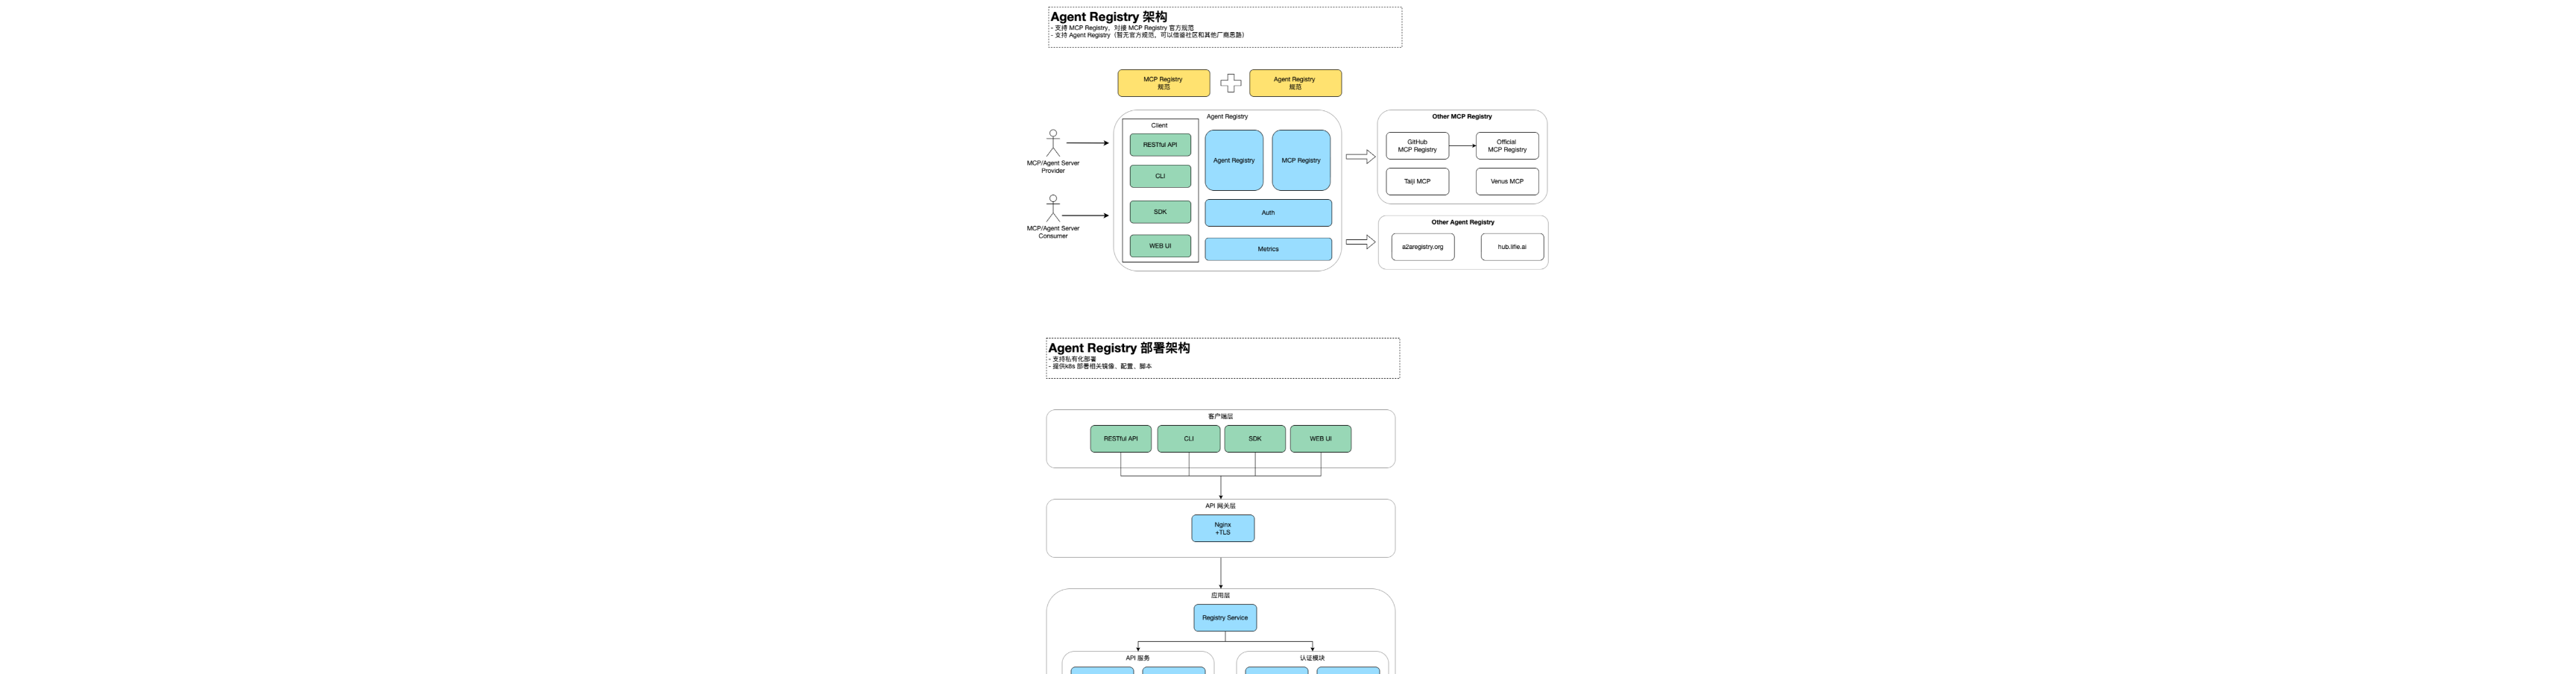 Agent Registry 架构
- 支持 MCP Registry，对接 MCP Registry 官方规范
- 支持 Agent Registry（暂无官方规范，可以借鉴社区和其他厂商思路）
MCP Registry
规范
Agent Registry
规范
MCP/Agent Server
Provider
MCP/Agent Server
Consumer
Agent Registry
Client
RESTful API
CLI
SDK
WEB UI
Agent Registry
MCP Registry
Auth
Metrics
Other MCP Registry
GitHub
MCP Registry
Official
MCP Registry
Taiji MCP
Venus MCP
Other Agent Registry
a2aregistry.org
hub.lifie.ai
Agent Registry 部署架构
- 支持私有化部署
- 提供k8s 部署相关镜像、配置、脚本
客户端层
RESTful API
CLI
SDK
WEB UI
API 网关层
Nginx
+TLS
应用层
Registry Service
API 服务
认证模块